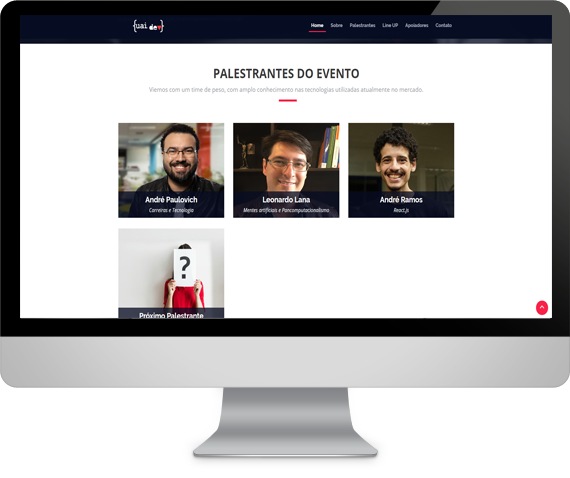 {uai dev}
Home Sobre Palestrantes Line UP Apoiadores Contato
PALESTRANTES DO EVENTO
Viemos com um time de peso, com amplo conhecimento nas tecnologias utilizadas atualmente no mercado.
André Paulovich
Carreiras e Tecnologia
Leonardo Lana
Mentes artificiais e Pancomputacionalismo
André Ramos
React.js
?
Próximo Palestrante